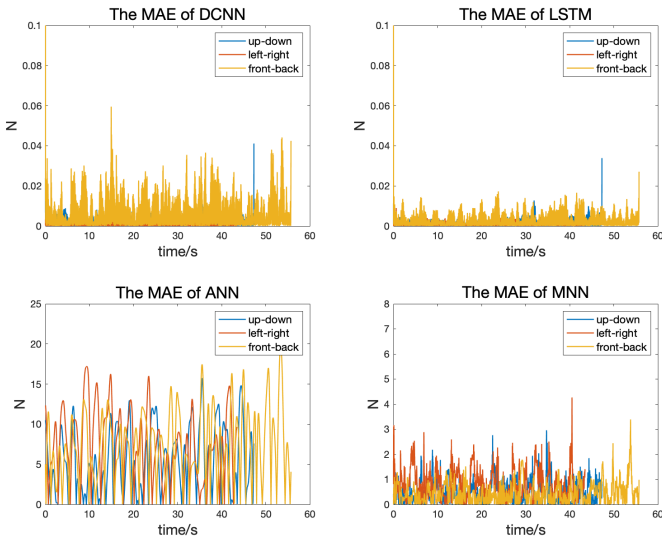 The MAE of DCNN
0.1
0.08
0.06
0.04
0.02
0
N
up-down
left-right
front-back
0 10 20 30 40 50 60
time/s
The MAE of LSTM
0.1
0.08
0.06
0.04
0.02
0
N
up-down
left-right
front-back
0 10 20 30 40 50 60
time/s
The MAE of ANN
25
20
15
10
5
0
N
up-down
left-right
front-back
0 10 20 30 40 50 60
time/s
The MAE of MNN
8
7
6
5
4
3
2
1
0
N
up-down
left-right
front-back
0 10 20 30 40 50 60
time/s